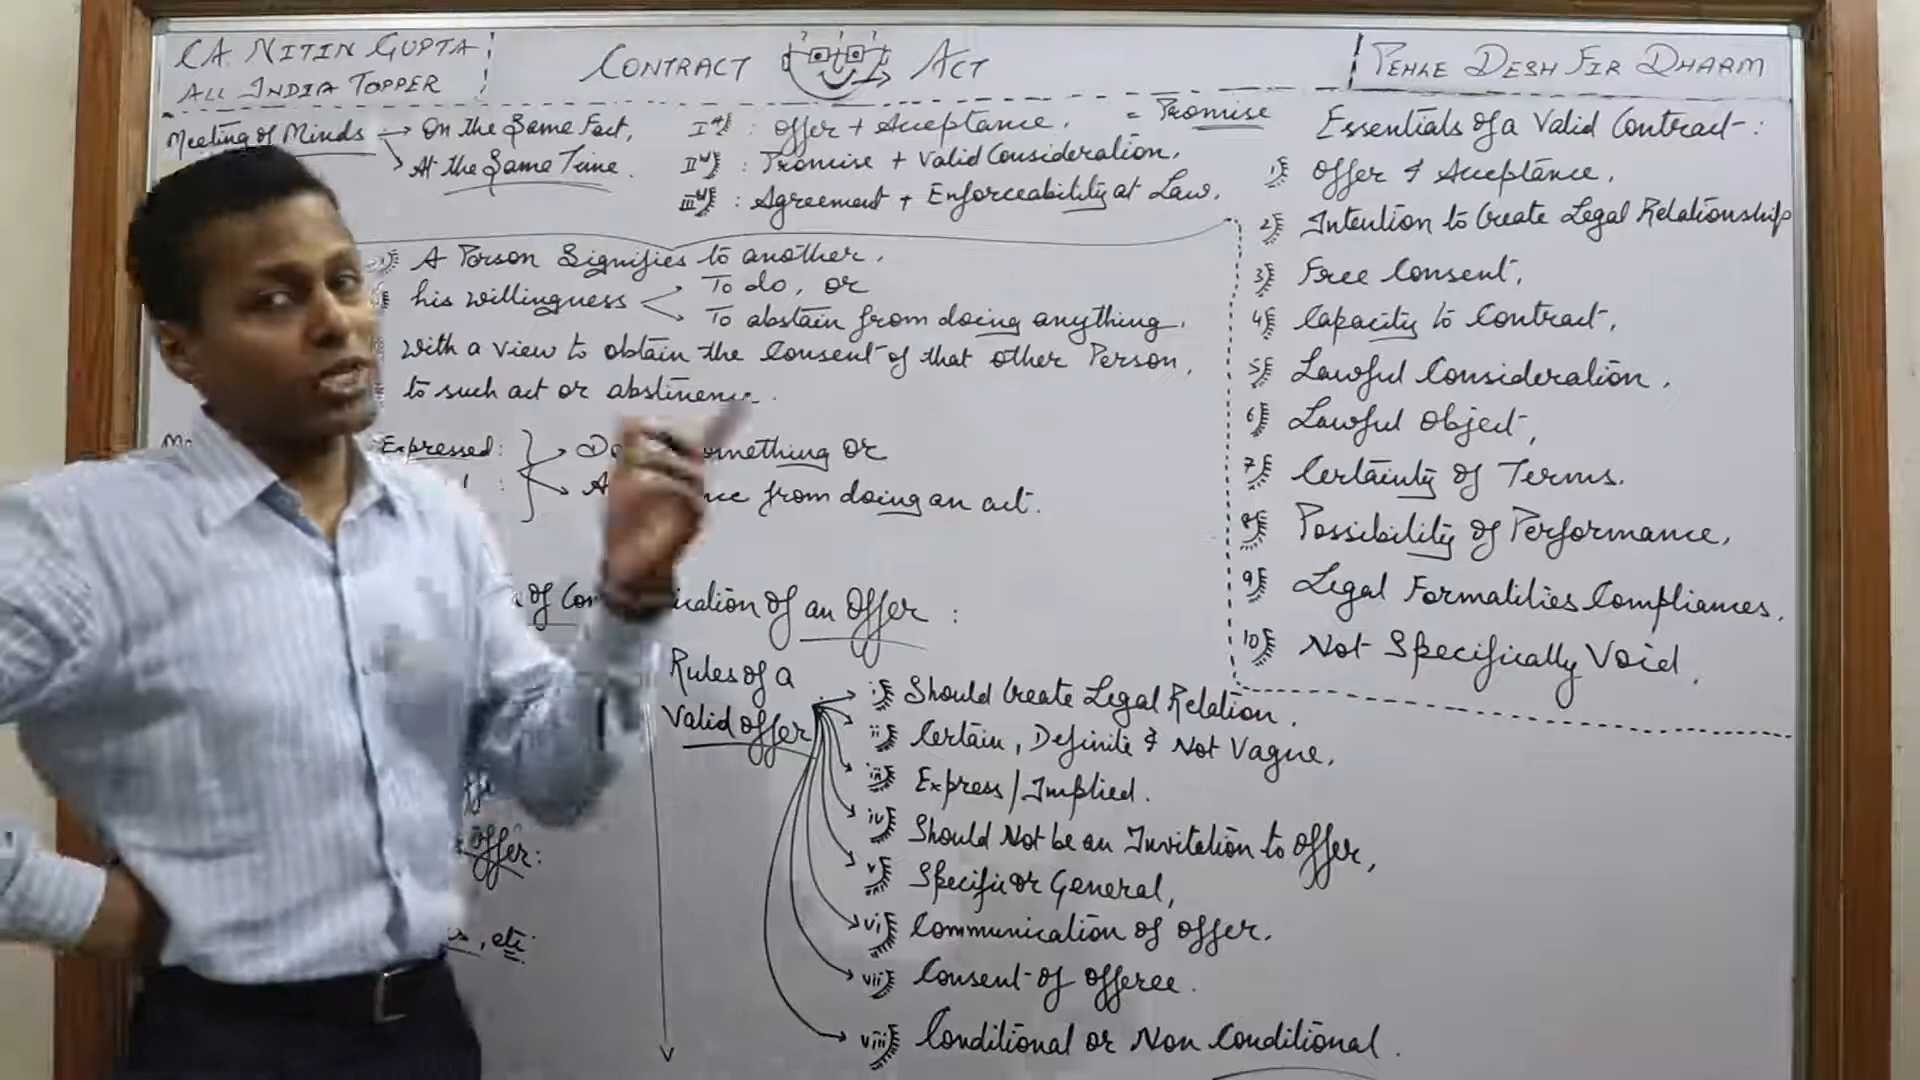 CA. NITIN GUPTA
ALL INDIA TOPPER
CONTRACT ACT
PEHLE DESH FIR DHARM
Meeting of Minds → On the Same Fact,
→ At the Same Time.
Ist) : Offer + Acceptance. = Promise
IInd) : Promise + Valid Consideration,
IIIrd) : Agreement + Enforceability at Law.
A Person Signifies to another,
his willingness
To do, or
To abstain from doing anything,
with a view to obtain the Consent of that other Person,
to such act or abstinence.
Expressed:
something or
from doing an act.
of an Offer :
Offer:
, etc.
Rules of a
Valid Offer
i) Should Create Legal Relation.
ii) Certain, Definite & Not Vague,
iii) Express/Implied.
iv) Should Not be an Invitation to Offer,
v) Specific or General,
vi) Communication of Offer.
vii) Consent of Offeree.
viii) Conditional or Non Conditional.
Essentials of a Valid Contract:
1) Offer & Acceptance,
2) Intention to Create Legal Relationship
3) Free Consent,
4) Capacity to Contract,
5) Lawful Consideration,
6) Lawful Object,
7) Certainty of Terms.
8) Possibility of Performance,
9) Legal Formalities Compliances.
10) Not Specifically Void.